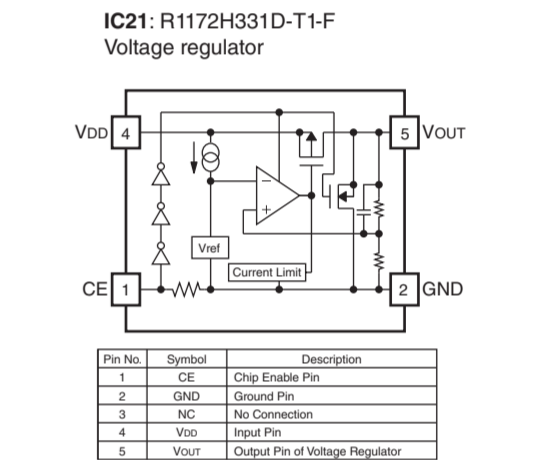 IC21: R1172H331D-T1-F
Voltage regulator
VDD 4
5 VOUT
Vref
Current Limit
CE 1
2 GND
Pin No. Symbol Description
1 CE Chip Enable Pin
2 GND Ground Pin
3 NC No Connection
4 VDD Input Pin
5 VOUT Output Pin of Voltage Regulator